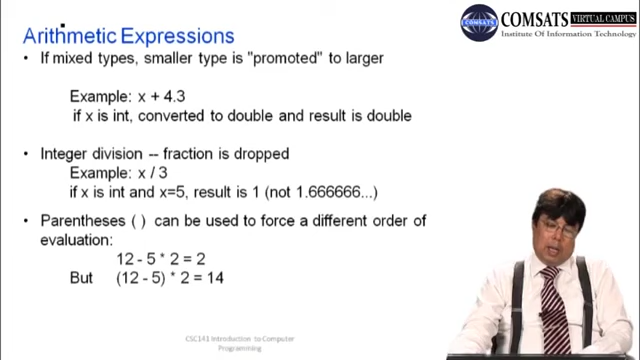 COMSATS VIRTUAL CAMPUS
Institute Of Information Technology
Arithmetic Expressions
• If mixed types, smaller type is "promoted" to larger
Example: x + 4.3
if x is int, converted to double and result is double
• Integer division -- fraction is dropped
Example: x / 3
if x is int and x=5, result is 1 (not 1.666666...)
• Parentheses ( ) can be used to force a different order of
evaluation:
12 - 5 * 2 = 2
But (12 - 5) * 2 = 14
CSC141 Introduction to Computer
Programming